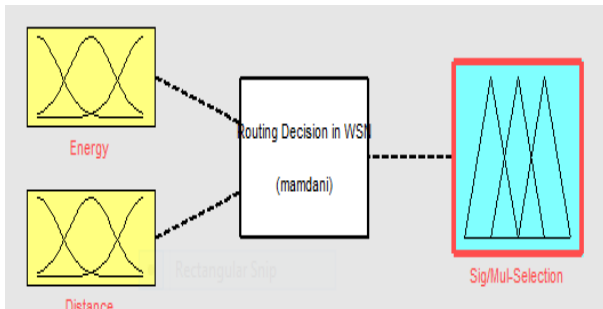 Energy
Routing Decision in WSN
(mamdani)
Rectangular Snip
Sig/Mul-Selection
Distance